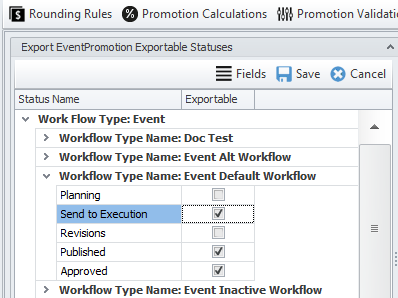 Rounding Rules Promotion Calculations Promotion Validati
Export EventPromotion Exportable Statuses
Fields Save Cancel
Status Name Exportable
Work Flow Type: Event
Workflow Type Name: Doc Test
Workflow Type Name: Event Alt Workflow
Workflow Type Name: Event Default Workflow
Planning
Send to Execution
Revisions
Published
Approved
Workflow Type Name: Event Inactive Workflow